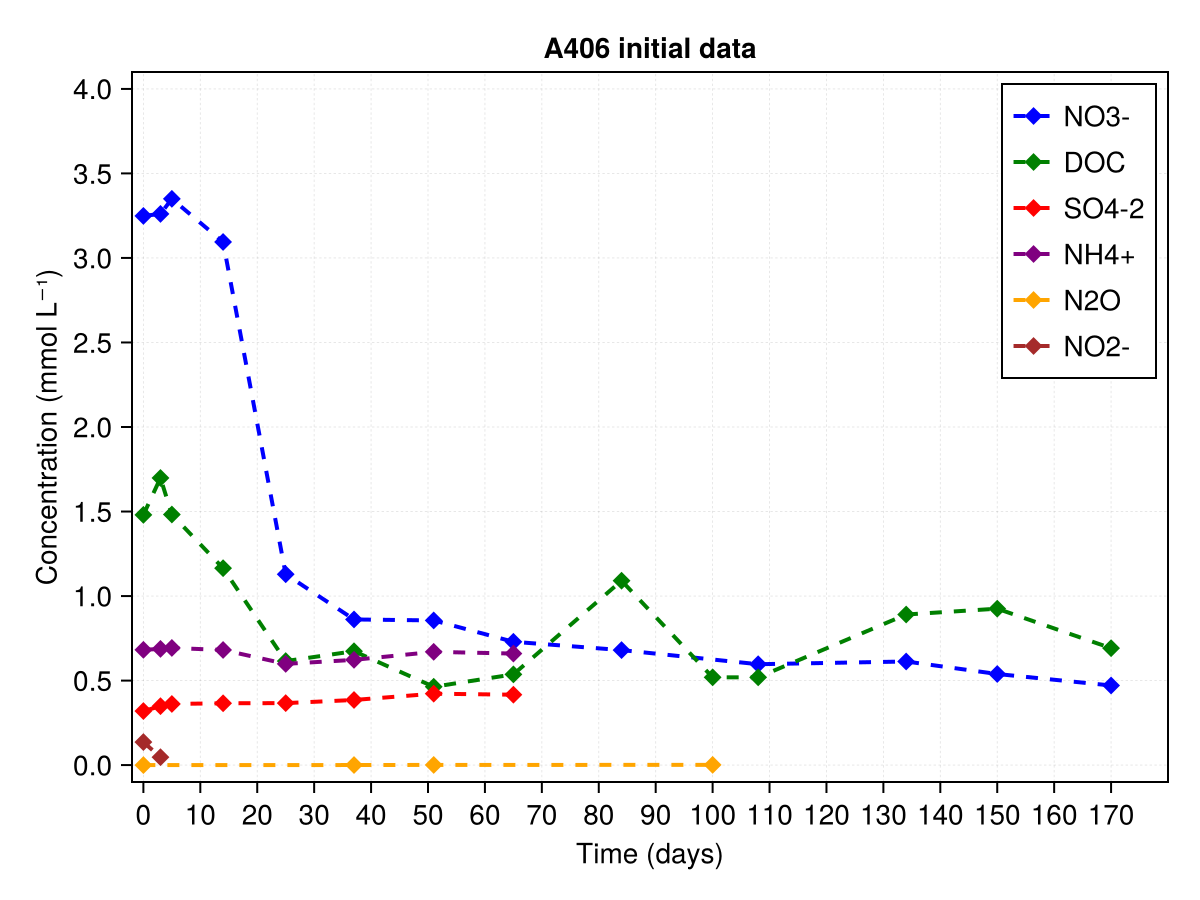 A406 initial data
4.0
3.5
3.0
2.5
2.0
1.5
1.0
0.5
0.0
Concentration (mmol L⁻¹)
NO3-
DOC
SO4-2
NH4+
N2O
NO2-
0 10 20 30 40 50 60 70 80 90 100 110 120 130 140 150 160 170
Time (days)